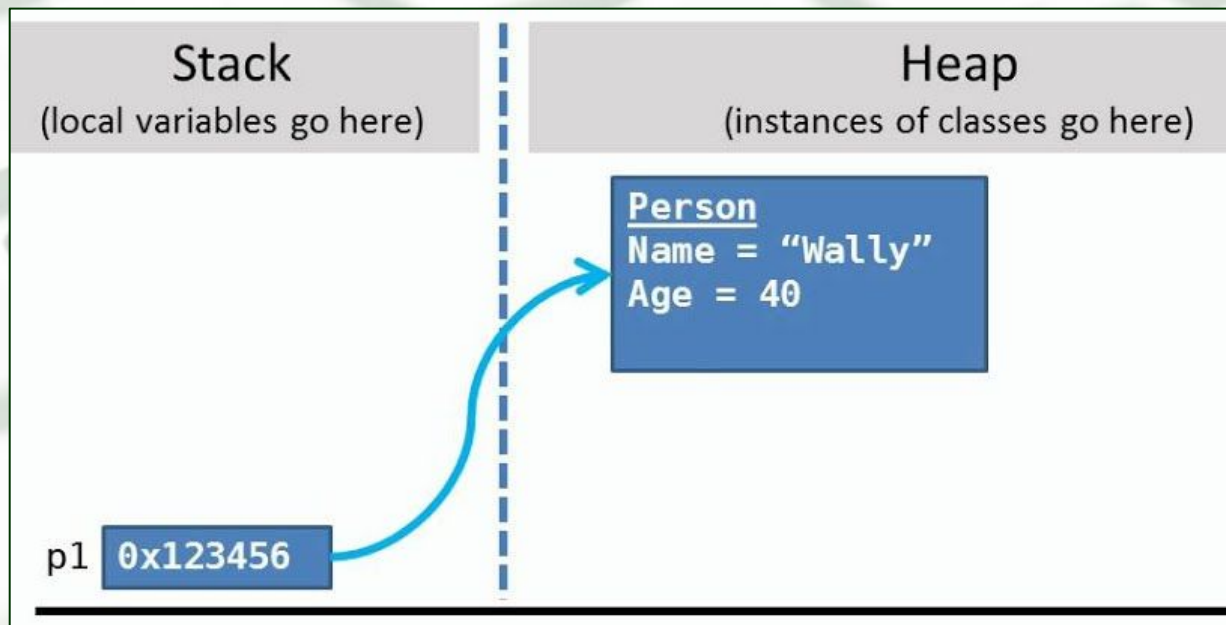 Stack
(local variables go here)
Heap
(instances of classes go here)
Person
Name = “Wally”
Age = 40
p1 0x123456